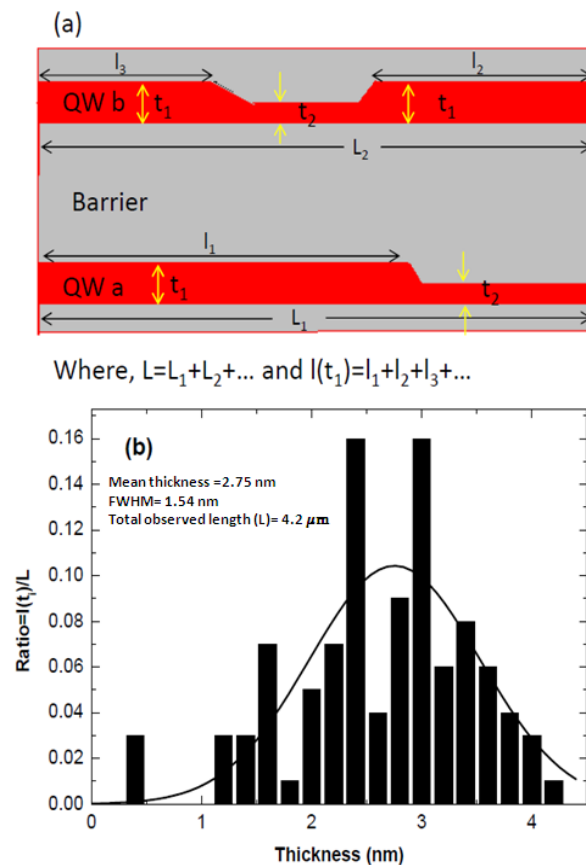 (a)
l₃
l₂
QW b
t₁
t₂
t₁
L₂
Barrier
l₁
QW a
t₁
t₂
L₁
Where, L=L₁+L₂+... and l(t₁)=l₁+l₂+l₃+...
(b)
Mean thickness =2.75 nm
FWHM= 1.54 nm
Total observed length (L)= 4.2 μm
Ratio=l(tᵢ)/L
0.16
0.14
0.12
0.10
0.08
0.06
0.04
0.02
0.00
0 1 2 3 4
Thickness (nm)